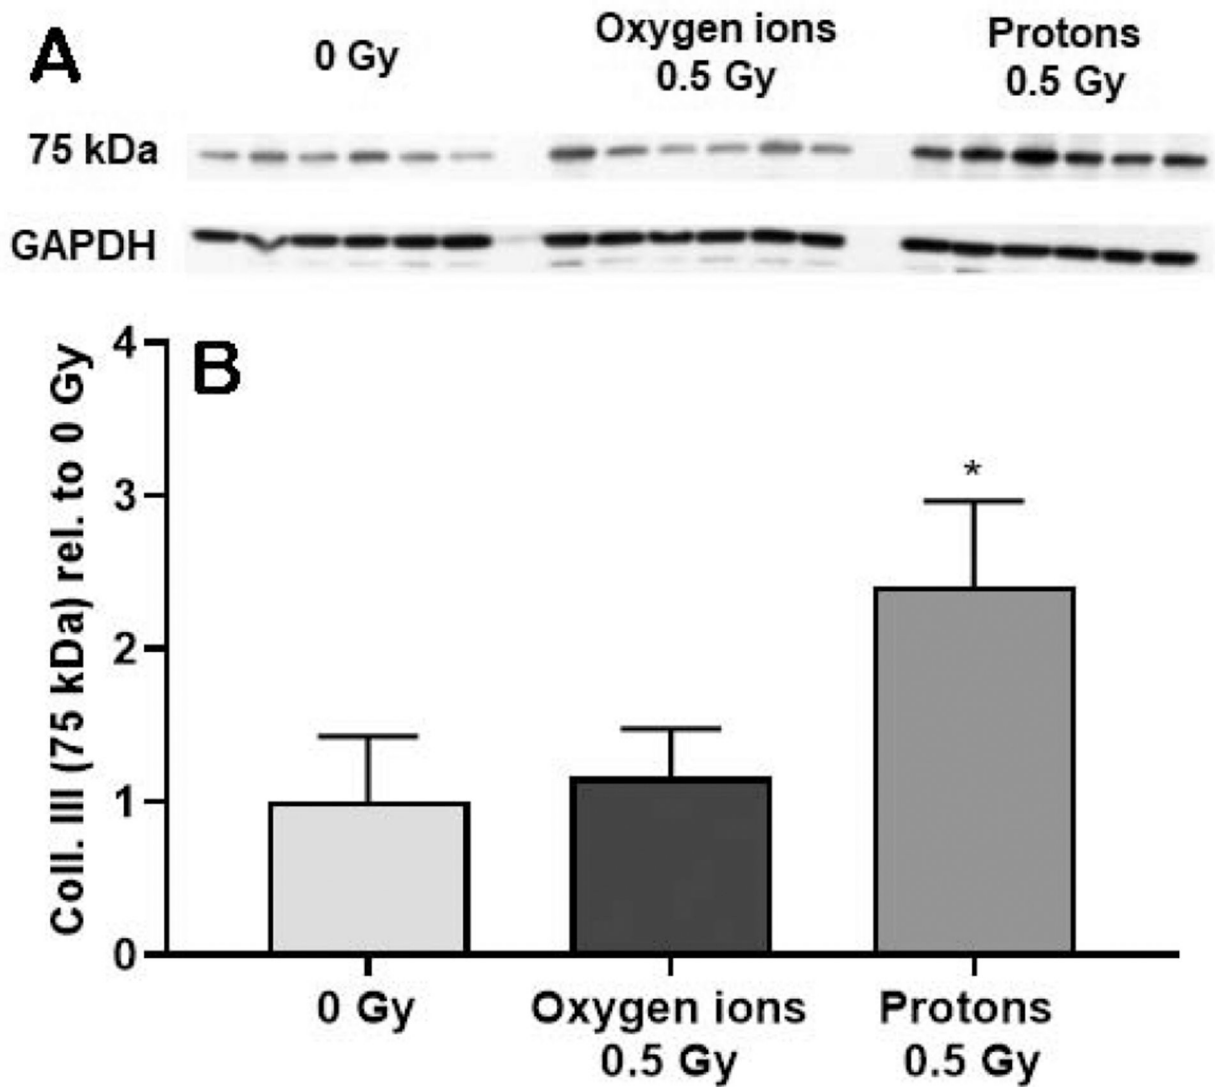 A
0 Gy
Oxygen ions
0.5 Gy
Protons
0.5 Gy
75 kDa
GAPDH
B
Coll. III (75 kDa) rel. to 0 Gy
4
3
2
1
0
*
0 Gy
Oxygen ions
0.5 Gy
Protons
0.5 Gy